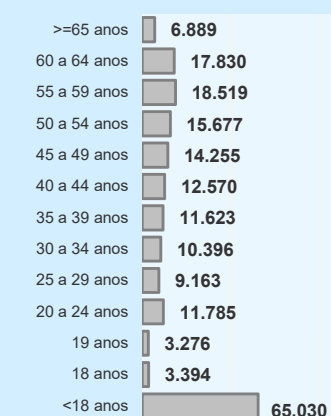 >=65 anos 6.889
60 a 64 anos 17.830
55 a 59 anos 18.519
50 a 54 anos 15.677
45 a 49 anos 14.255
40 a 44 anos 12.570
35 a 39 anos 11.623
30 a 34 anos 10.396
25 a 29 anos 9.163
20 a 24 anos 11.785
19 anos 3.276
18 anos 3.394
<18 anos 65.030